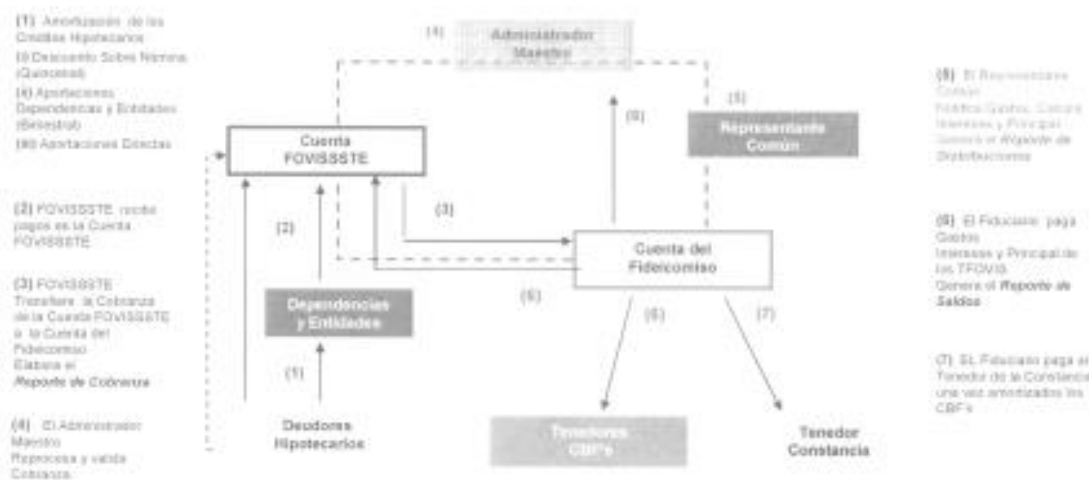 (1) Amortización de los
Créditos Hipotecarios
(i) Descuento Sobre Nómina
(Quincenal)
(ii) Aportaciones
Dependencias y Entidades
(Bimestral)
(iii) Aportaciones Directas
(2) FOVISSSTE recibe
pagos en la Cuenta
FOVISSSTE
(3) FOVISSSTE
Transfiere la Cobranza
de la Cuenta FOVISSSTE
a la Cuenta del
Fideicomiso
Elabora el
Reporte de Cobranza
(4) El Administrador
Maestro
Reprocesa y valida
Cobranza.
(4)
Administrador
Maestro
Cuenta
FOVISSSTE
(2)
(3)
Dependencias
y Entidades
(1)
Deudores
Hipotecarios
(5)
Representante
Común
Cuenta del
Fideicomiso
(6)
(7)
Tenedores
CBF's
Tenedor
Constancia
(5) El Representante
Común
Gastos, Calcula
Intereses y Principal
Genera el Reporte de
Distribuciones
(6) El Fiduciario paga
Gastos
Intereses y Principal de
los TFOVIS
Genera el Reporte de
Saldos
(7) EL Fiduciario paga al
Tenedor de la Constancia
una vez amortizados los
CBF's